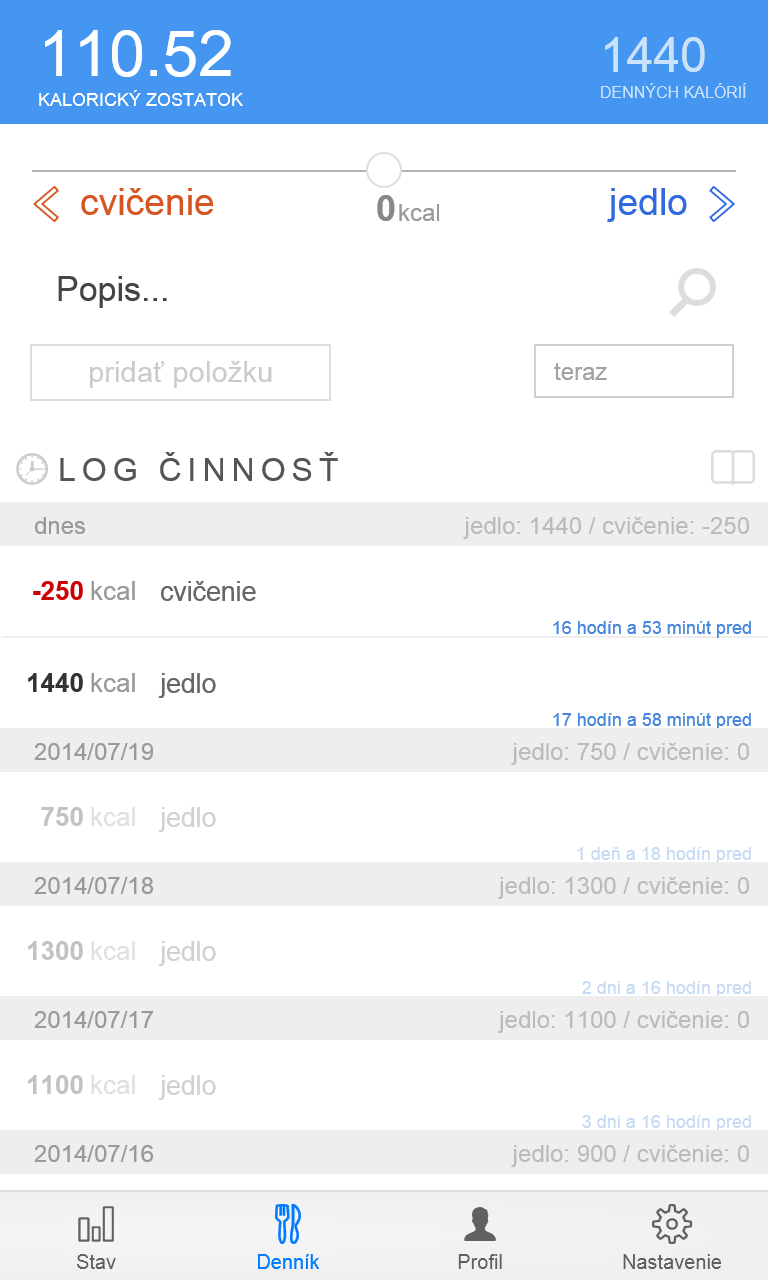 110.52 1440
KALORICKÝ ZOSTATOK DENNÝCH KALÓRIÍ
cvičenie 0 kcal jedlo
Popis...
pridať položku teraz
LOG ČINNOSŤ
dnes jedlo: 1440 / cvičenie: -250
-250 kcal cvičenie
16 hodín a 53 minút pred
1440 kcal jedlo
17 hodín a 58 minút pred
2014/07/19 jedlo: 750 / cvičenie: 0
750 kcal jedlo
1 deň a 18 hodín pred
2014/07/18 jedlo: 1300 / cvičenie: 0
1300 kcal jedlo
2 dni a 16 hodín pred
2014/07/17 jedlo: 1100 / cvičenie: 0
1100 kcal jedlo
3 dni a 16 hodín pred
2014/07/16 jedlo: 900 / cvičenie: 0
Stav Denník Profil Nastavenie